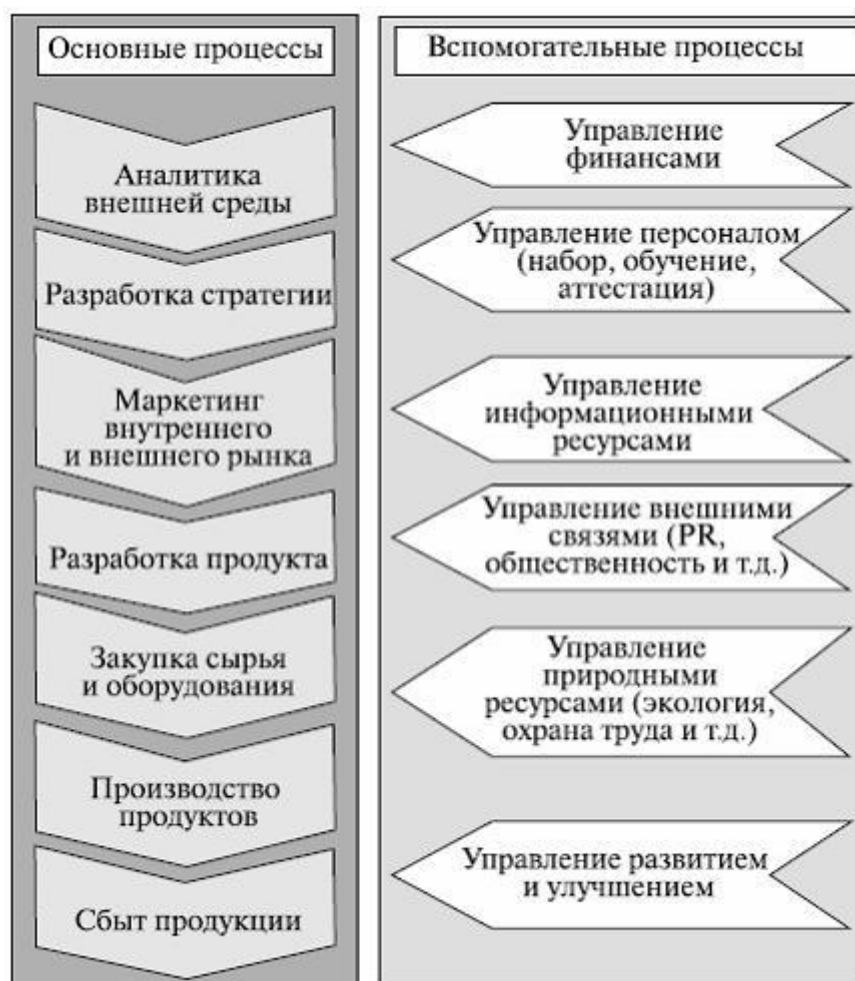 Основные процессы
Аналитика
внешней среды
Разработка стратегии
Маркетинг
внутреннего
и внешнего рынка
Разработка продукта
Закупка сырья
и оборудования
Производство
продуктов
Сбыт продукции
Вспомогательные процессы
Управление
финансами
Управление персоналом
(набор, обучение,
аттестация)
Управление
информационными
ресурсами
Управление внешними
связями (PR,
общественность и т.д.)
Управление
природными
ресурсами (экология,
охрана труда и т.д.)
Управление развитием
и улучшением